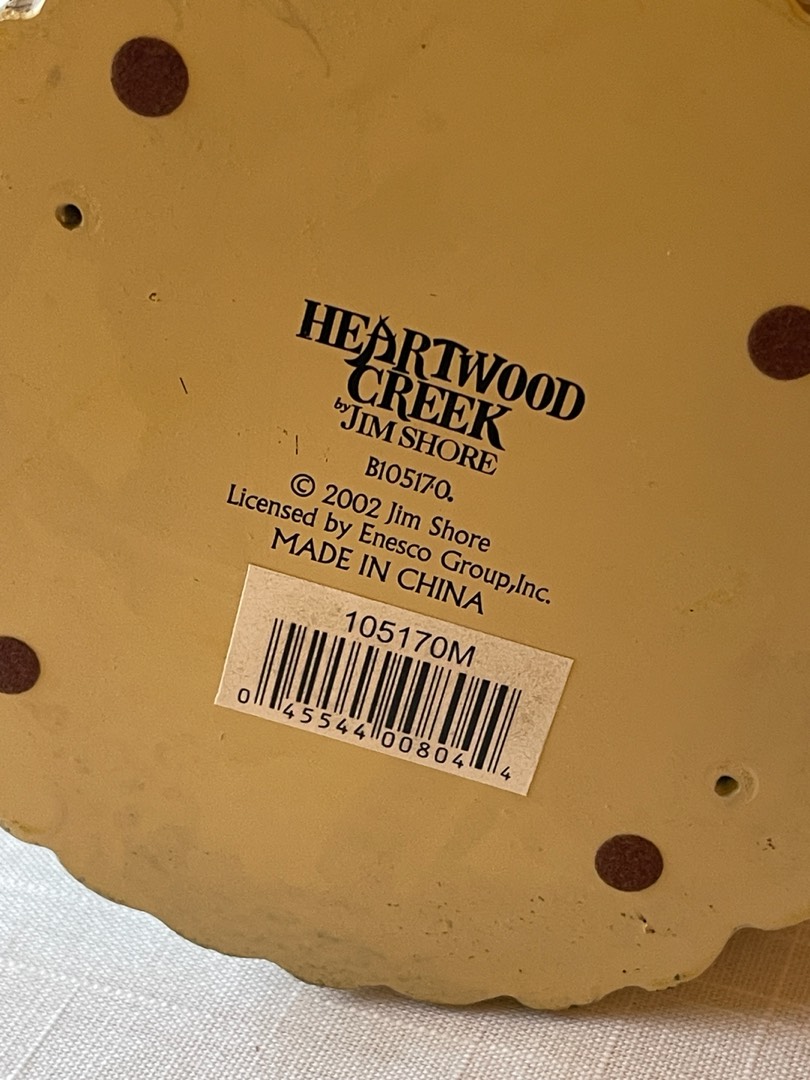 HEARTWOOD
CREEK
by JIM SHORE
B105170.
© 2002 Jim Shore
Licensed by Enesco Group,Inc.
MADE IN CHINA
105170M
0 45544 00804 4